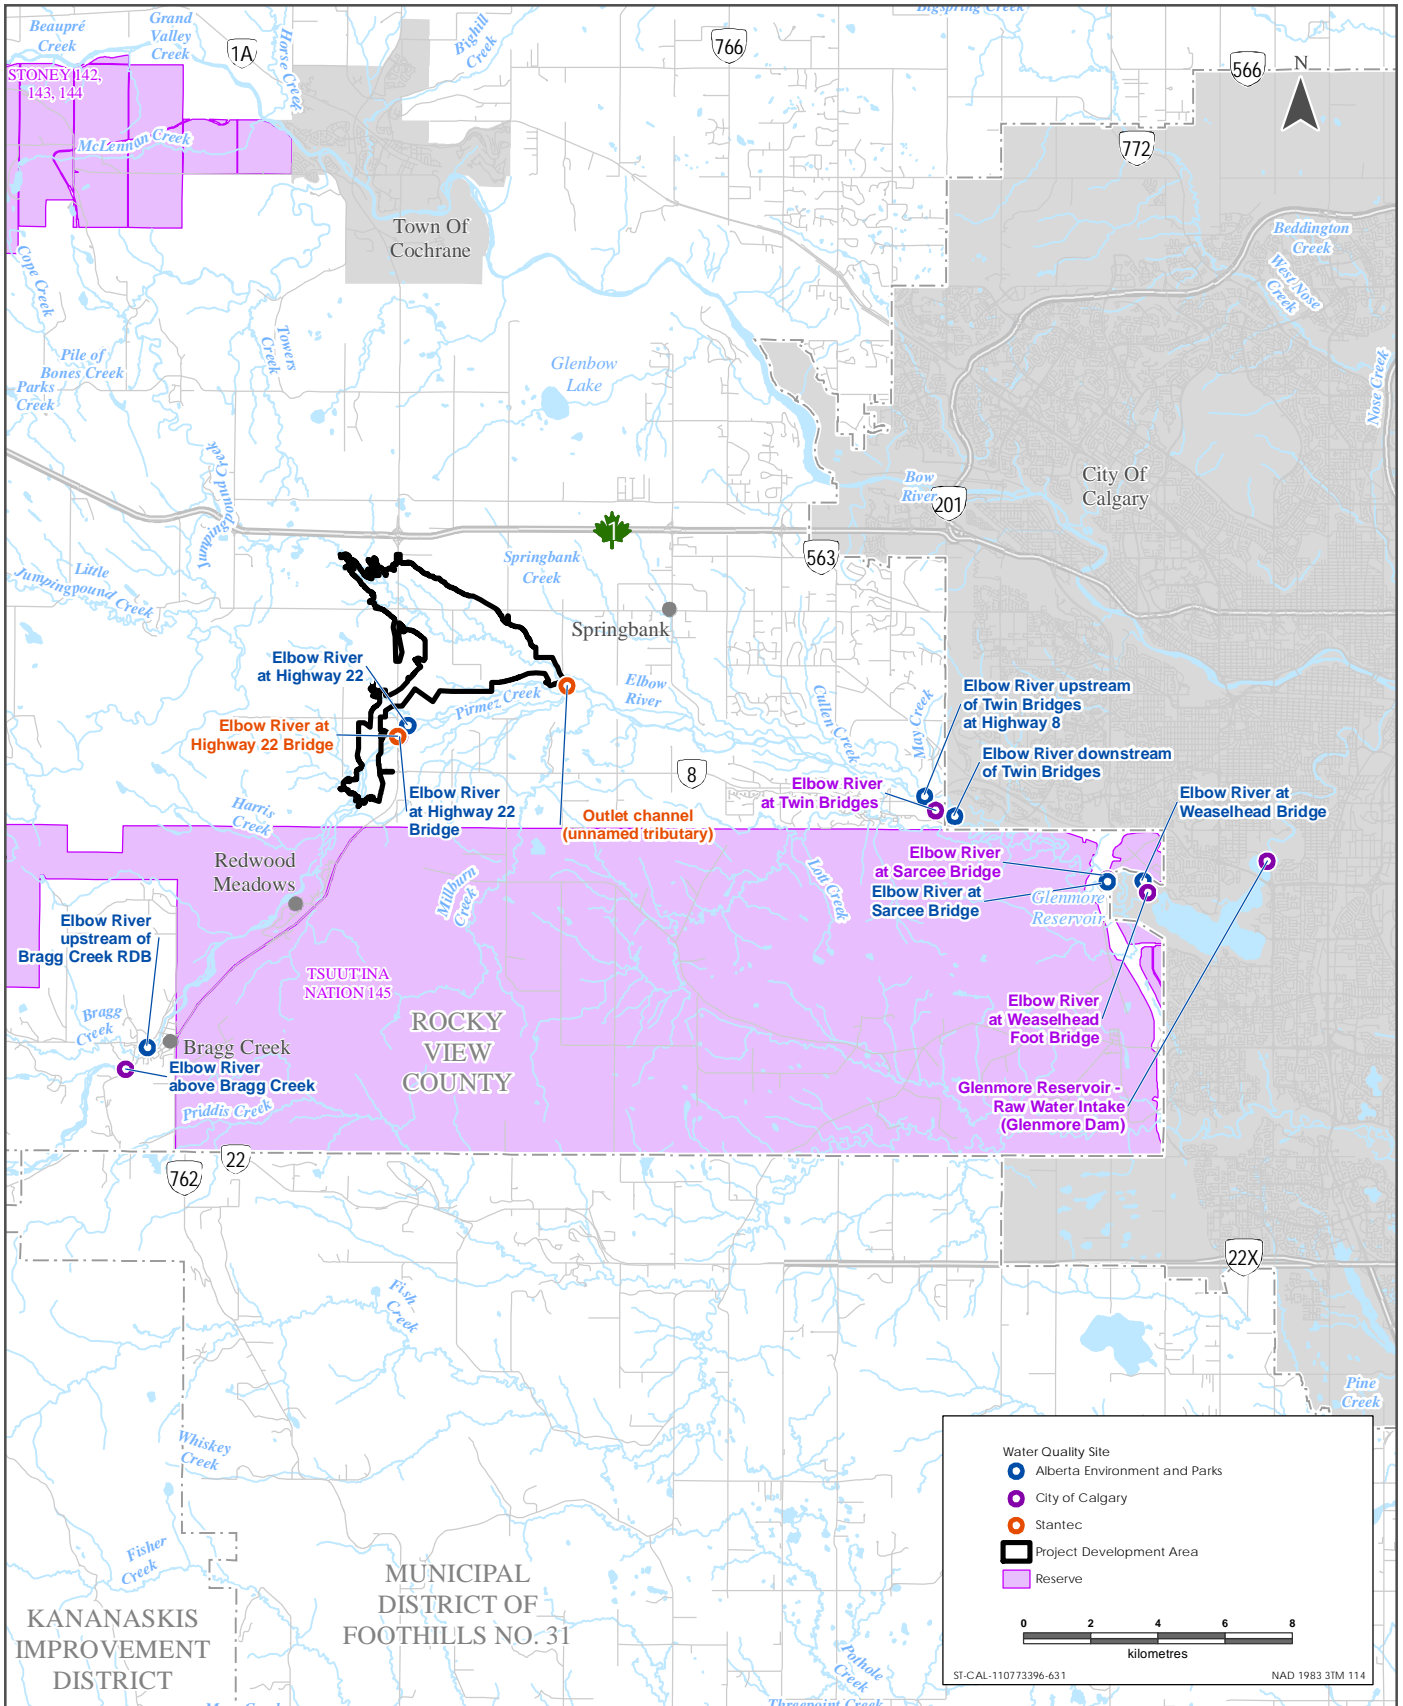 Beaupré
Creek
Grand
Valley
Creek
1A
Horse Creek
Bighill
Creek
766
Bigspring Creek
566
N
STONEY 142,
143, 144
McLennan Creek
772
Town Of
Cochrane
Beddington
Creek
West Nose
Creek
Cope Creek
Towers
Creek
Pile of
Bones Creek
Parks
Creek
Glenbow
Lake
Nose Creek
Jumpingpound Creek
City Of
Calgary
Bow
River
201
1
563
Springbank
Creek
Little
Jumpingpound Creek
Springbank
Elbow River
at Highway 22
Elbow
River
Pirmez Creek
Cullen Creek
May Creek
Elbow River upstream
of Twin Bridges
at Highway 8
Elbow River at
Highway 22 Bridge
Elbow River downstream
of Twin Bridges
8
Elbow River
at Twin Bridges
Elbow River at
Weaselhead Bridge
Harris
Creek
Elbow River
at Highway 22
Bridge
Outlet channel
(unnamed tributary)
Redwood
Meadows
Millburn
Creek
Lott Creek
Elbow River
at Sarcee Bridge
Elbow River at
Sarcee Bridge
Glenmore
Reservoir
Elbow River
upstream of
Bragg Creek RDB
TSUUT'INA
NATION 145
ROCKY
VIEW
COUNTY
Elbow River
at Weaselhead
Foot Bridge
Bragg
Creek
Bragg Creek
Elbow River
above Bragg Creek
Priddis Creek
Glenmore Reservoir -
Raw Water Intake
(Glenmore Dam)
22
762
22X
Fish
Creek
Pine
Creek
Whiskey
Creek
Fisher
Creek
MUNICIPAL
DISTRICT OF
FOOTHILLS NO. 31
KANANASKIS
IMPROVEMENT
DISTRICT
Pothole
Creek
Threepoint Creek
Water Quality Site
Alberta Environment and Parks
City of Calgary
Stantec
Project Development Area
Reserve
0 2 4 6 8
kilometres
ST-CAL-110773396-631
NAD 1983 3TM 114